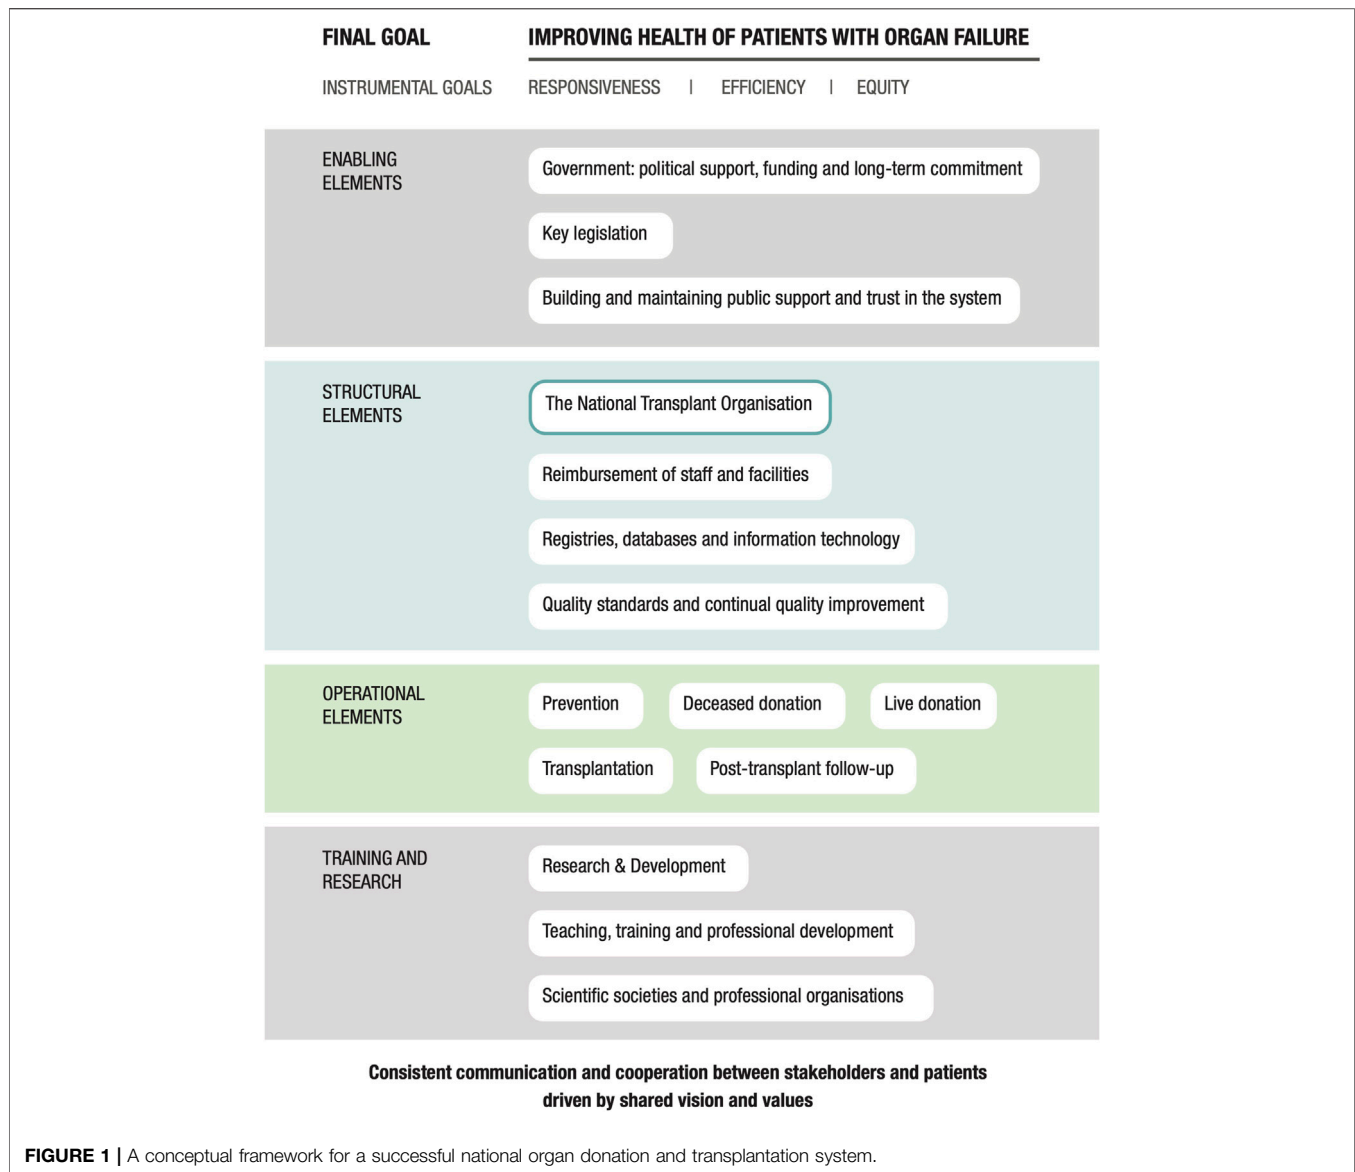 FINAL GOAL IMPROVING HEALTH OF PATIENTS WITH ORGAN FAILURE
INSTRUMENTAL GOALS RESPONSIVENESS | EFFICIENCY | EQUITY
ENABLING
ELEMENTS
Government: political support, funding and long-term commitment
Key legislation
Building and maintaining public support and trust in the system
STRUCTURAL
ELEMENTS
The National Transplant Organisation
Reimbursement of staff and facilities
Registries, databases and information technology
Quality standards and continual quality improvement
OPERATIONAL
ELEMENTS
Prevention Deceased donation Live donation
Transplantation Post-transplant follow-up
TRAINING AND
RESEARCH
Research & Development
Teaching, training and professional development
Scientific societies and professional organisations
Consistent communication and cooperation between stakeholders and patients
driven by shared vision and values
FIGURE 1 | A conceptual framework for a successful national organ donation and transplantation system.